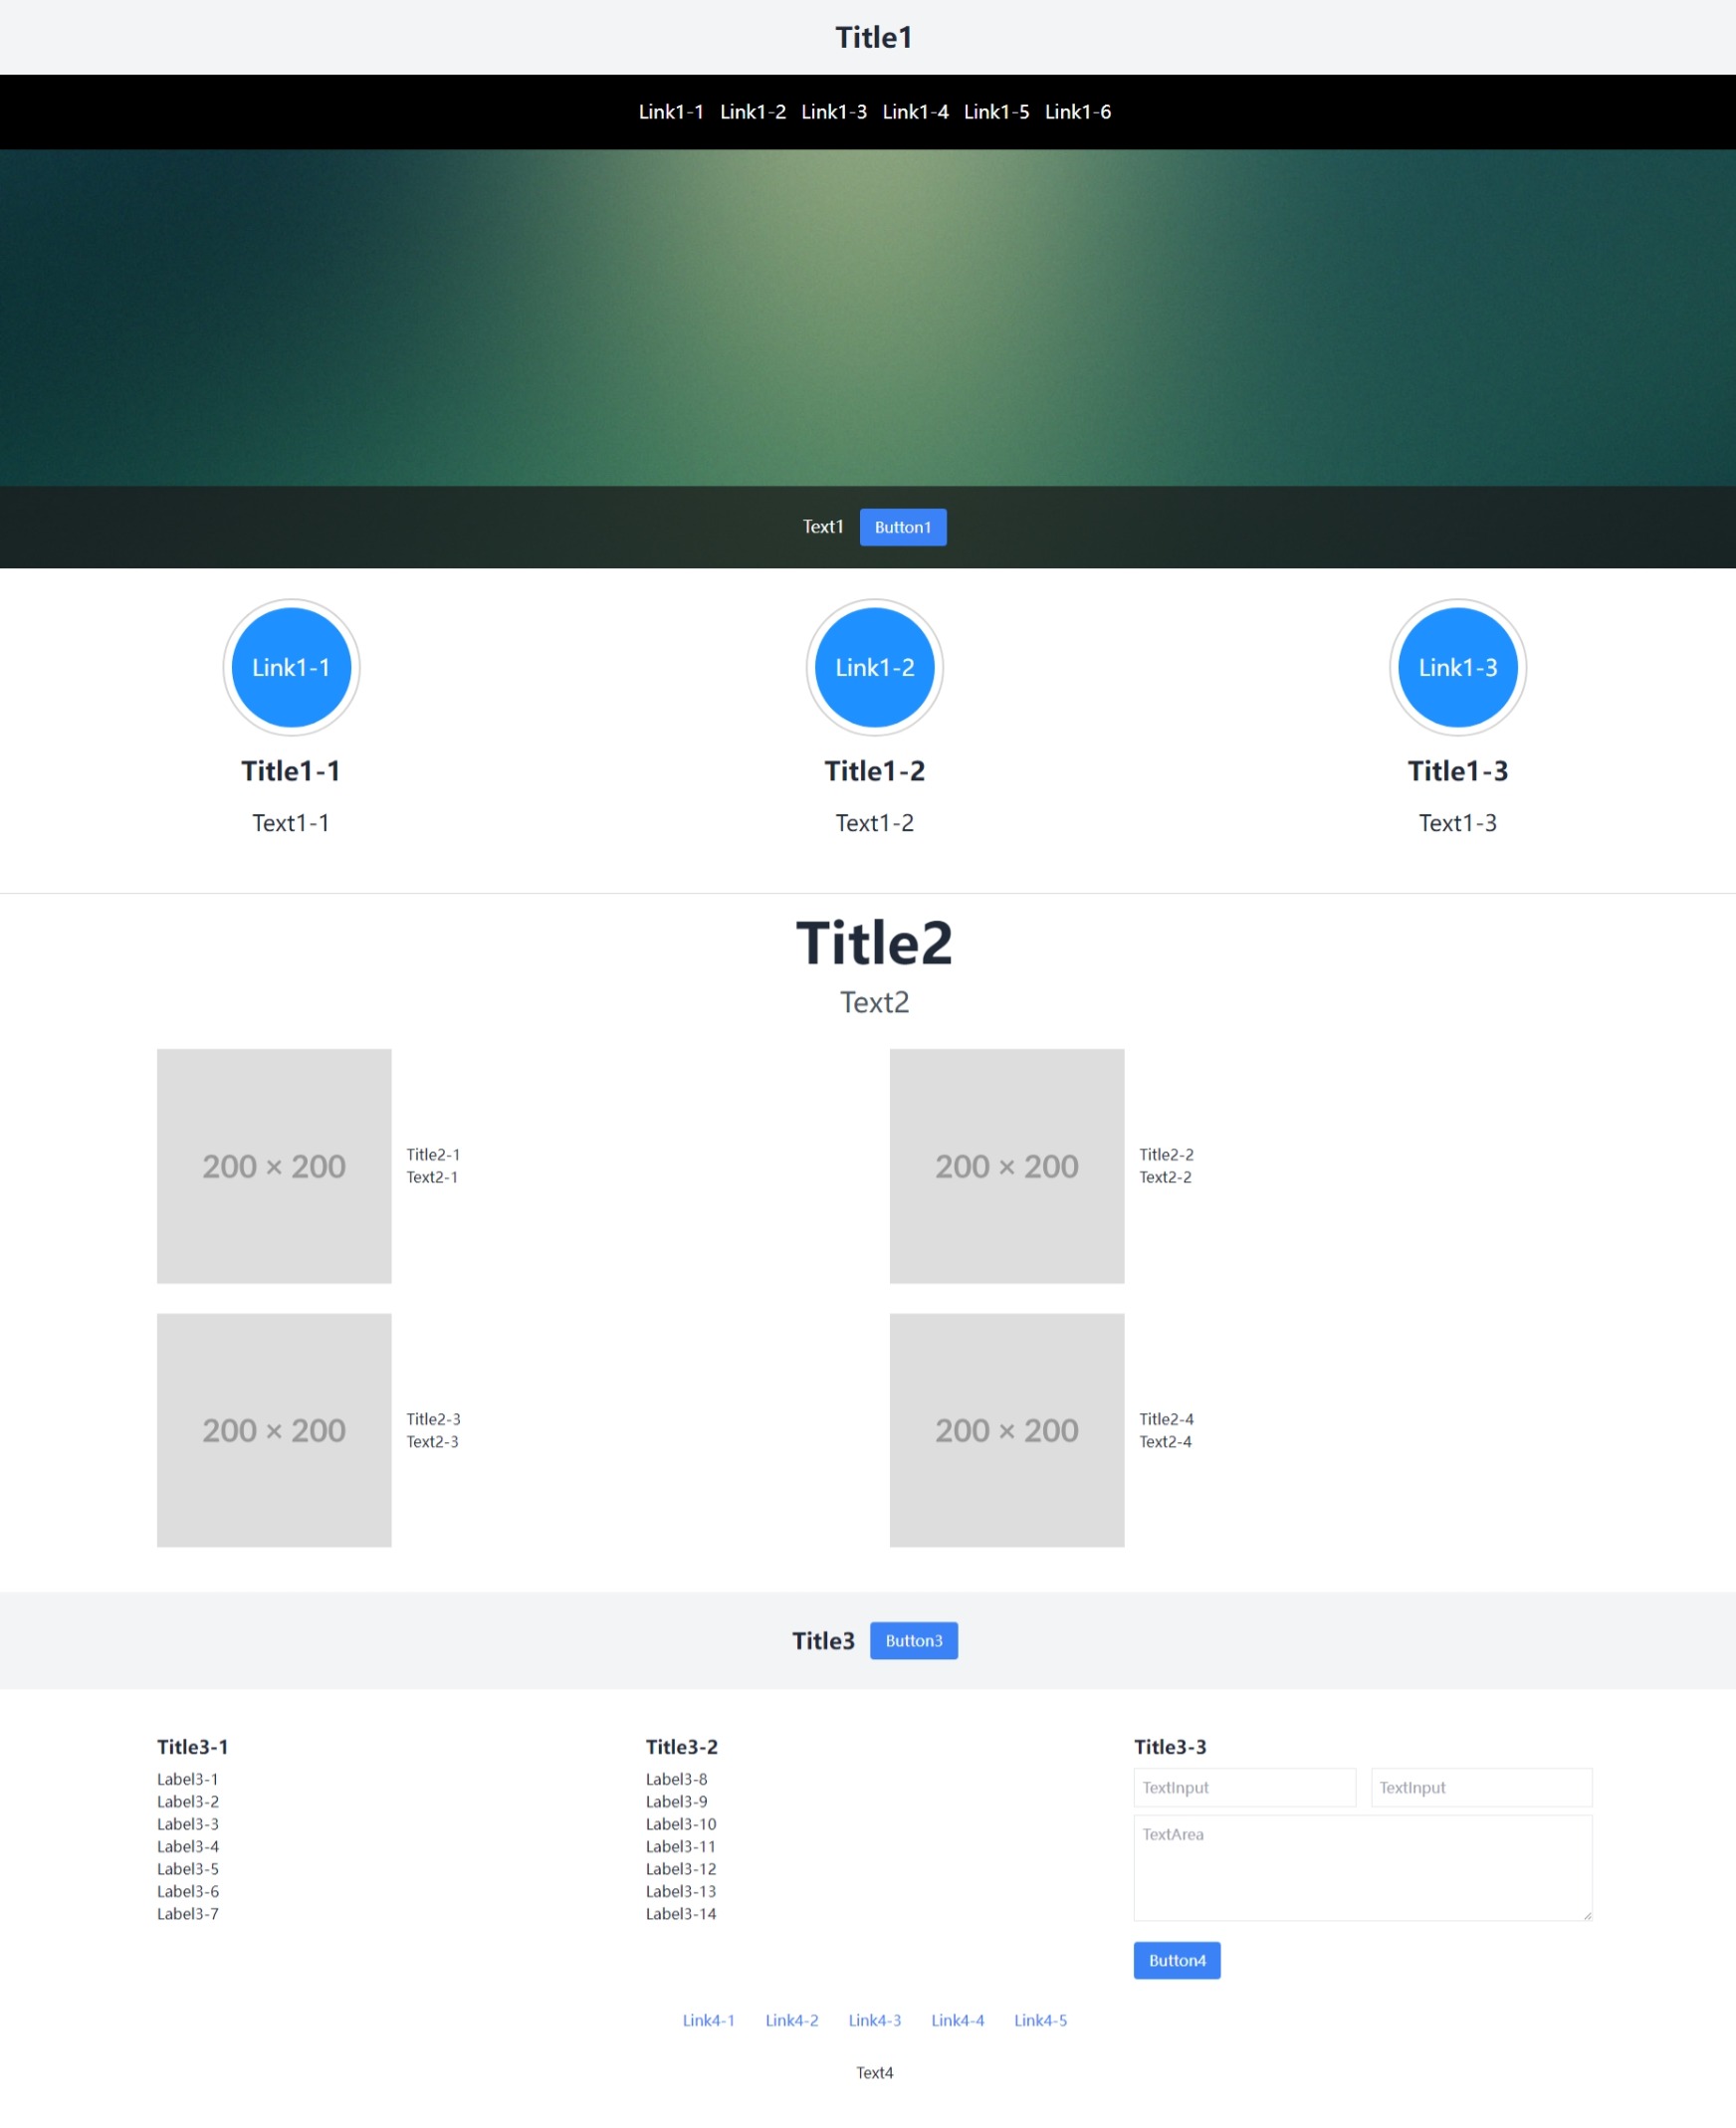 Title1
Link1-1 Link1-2 Link1-3 Link1-4 Link1-5 Link1-6
Text1 Button1
Link1-1 Link1-2 Link1-3
Title1-1 Title1-2 Title1-3
Text1-1 Text1-2 Text1-3
Title2
Text2
200 × 200
Title2-1
Text2-1
200 × 200
Title2-2
Text2-2
200 × 200
Title2-3
Text2-3
200 × 200
Title2-4
Text2-4
Title3 Button3
Title3-1
Label3-1
Label3-2
Label3-3
Label3-4
Label3-5
Label3-6
Label3-7
Title3-2
Label3-8
Label3-9
Label3-10
Label3-11
Label3-12
Label3-13
Label3-14
Title3-3
TextInput TextInput
TextArea
Button4
Link4-1 Link4-2 Link4-3 Link4-4 Link4-5
Text4